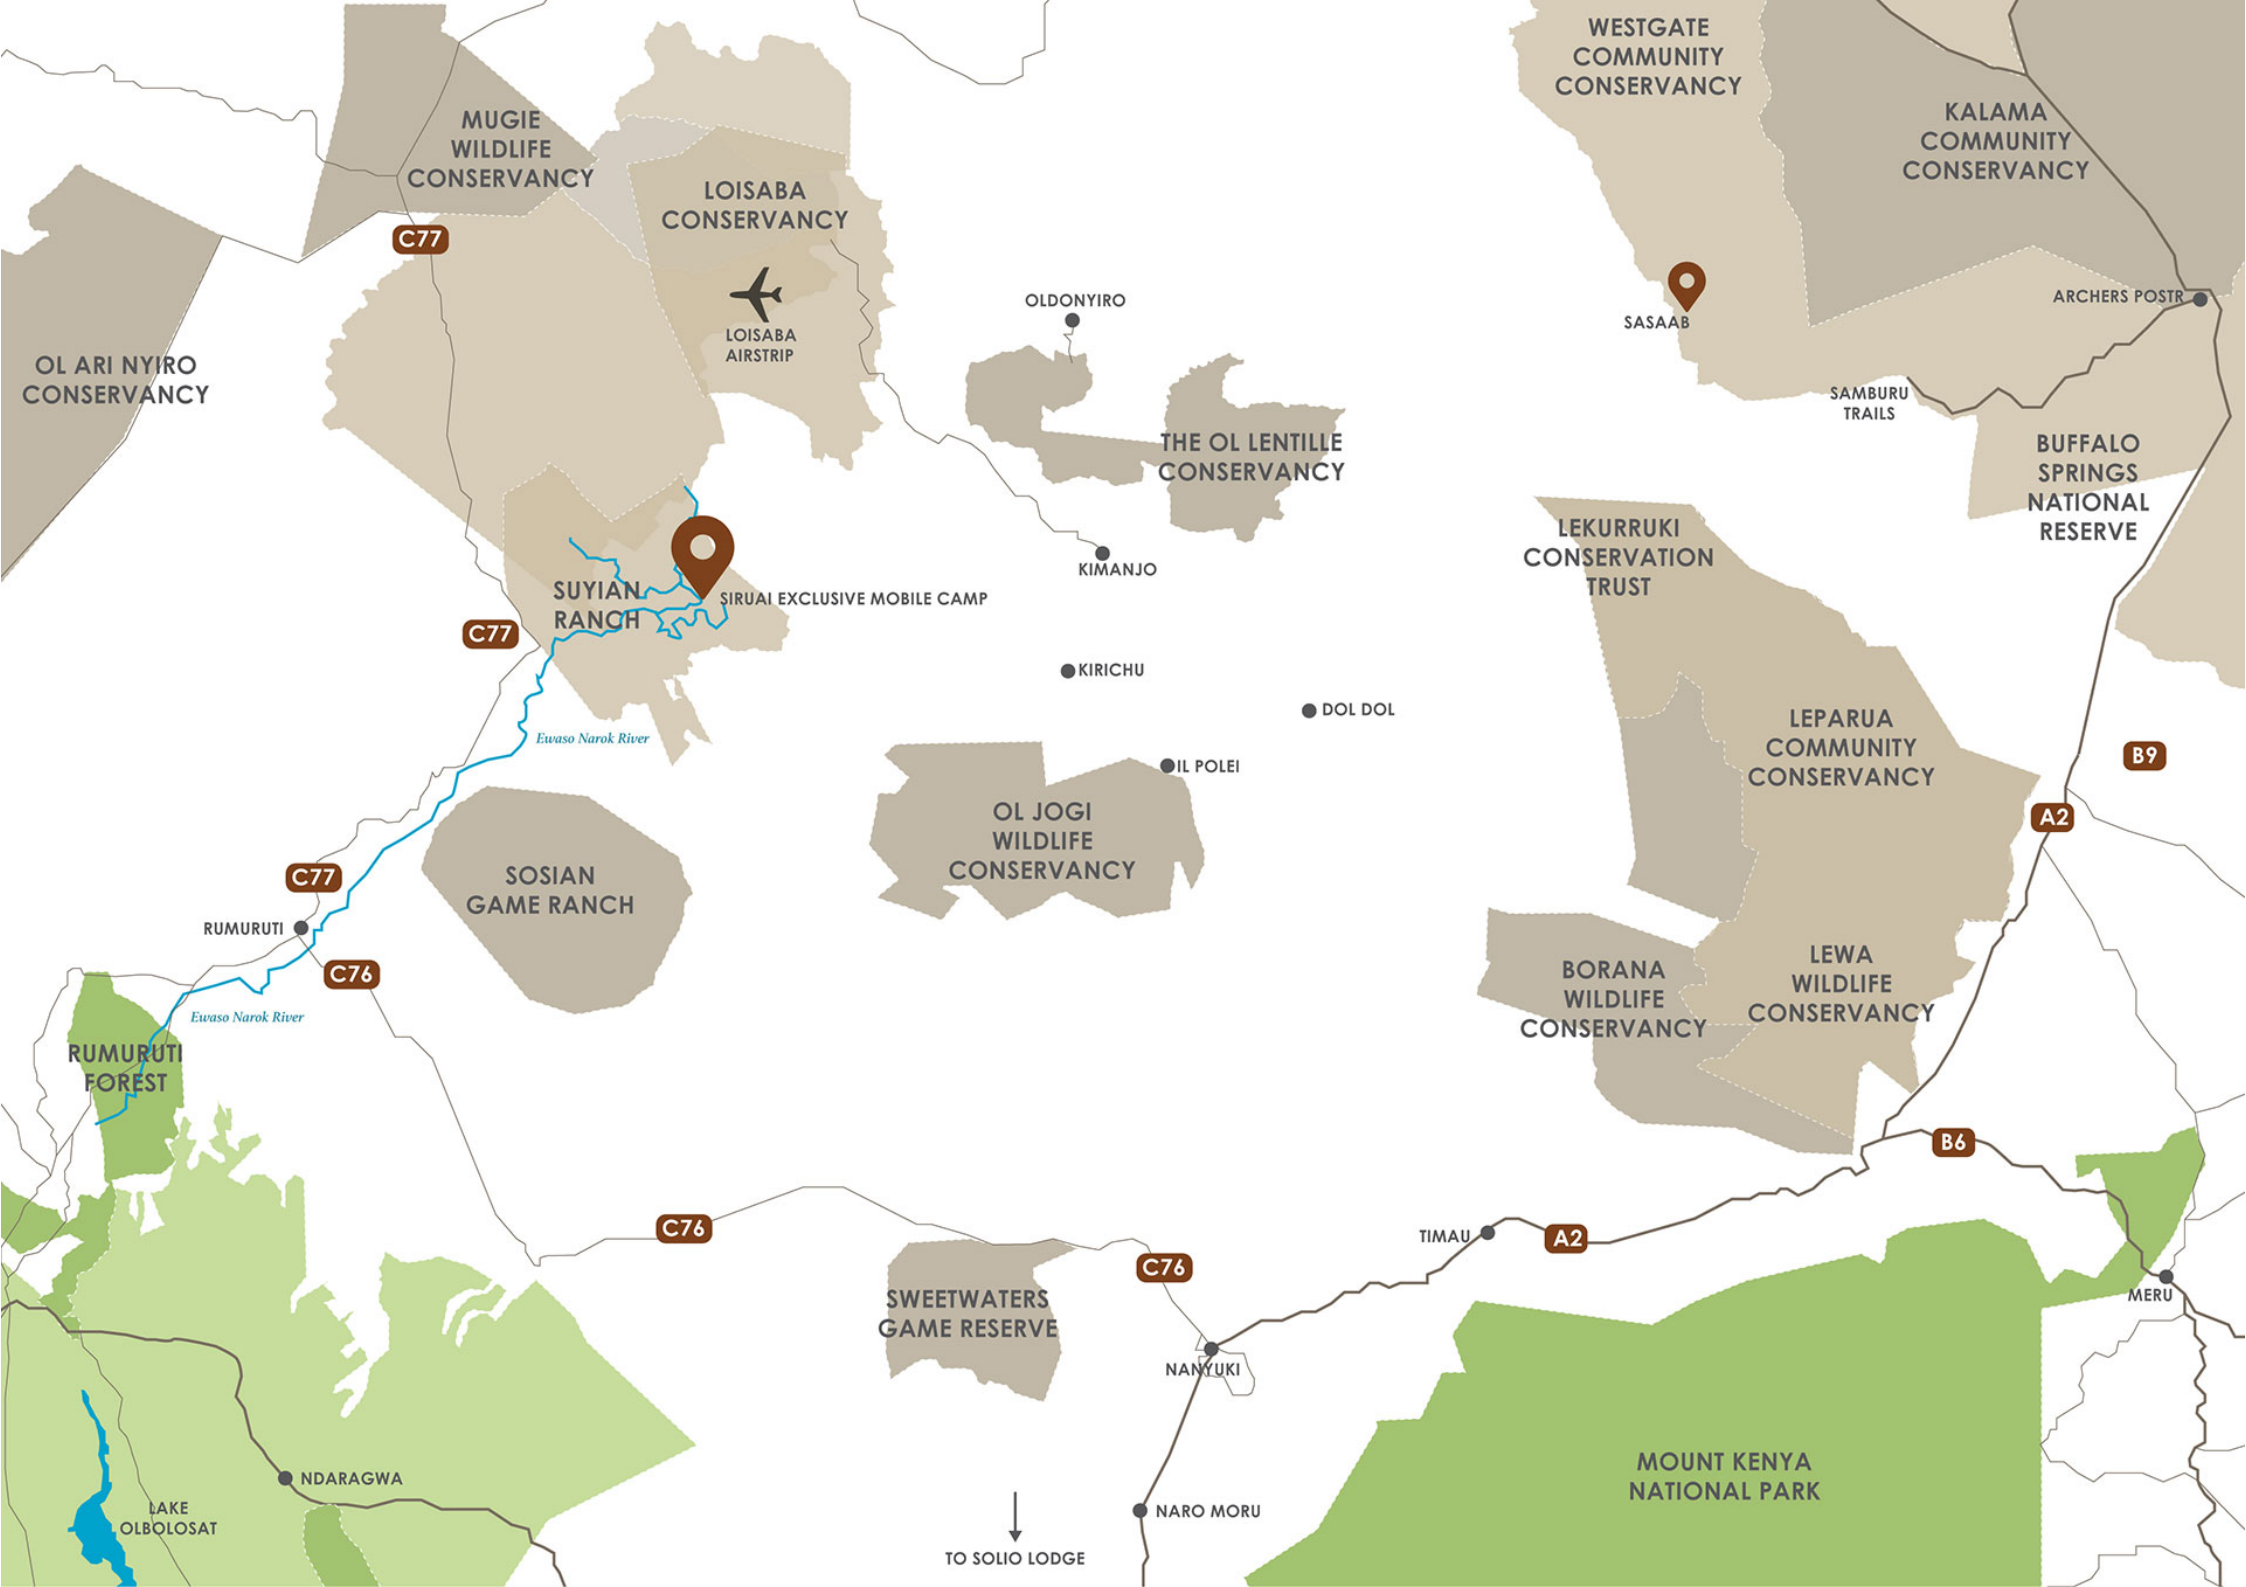 WESTGATE
COMMUNITY
CONSERVANCY
MUGIE
WILDLIFE
CONSERVANCY
KALAMA
COMMUNITY
CONSERVANCY
LOISABA
CONSERVANCY
C77
LOISABA
AIRSTRIP
OLDONYIRO
SASAAB
ARCHERS POSTR
OL ARI NYIRO
CONSERVANCY
SAMBURU
TRAILS
THE OL LENTILLE
CONSERVANCY
BUFFALO
SPRINGS
NATIONAL
RESERVE
LEKURRUKI
CONSERVATION
TRUST
KIMANJO
SUYIAN
RANCH
SIRUAI EXCLUSIVE MOBILE CAMP
C77
KIRICHU
DOL DOL
Ewaso Narok River
LEPARUA
COMMUNITY
CONSERVANCY
B9
IL POLEI
A2
OL JOGI
WILDLIFE
CONSERVANCY
SOSIAN
GAME RANCH
C77
RUMURUTI
C76
BORANA
WILDLIFE
CONSERVANCY
LEWA
WILDLIFE
CONSERVANCY
Ewaso Narok River
RUMURUTI
FOREST
B6
C76
TIMAU
A2
C76
SWEETWATERS
GAME RESERVE
MERU
NANYUKI
NDARAGWA
MOUNT KENYA
NATIONAL PARK
LAKE
OLBOLOSAT
NARO MORU
TO SOLIO LODGE